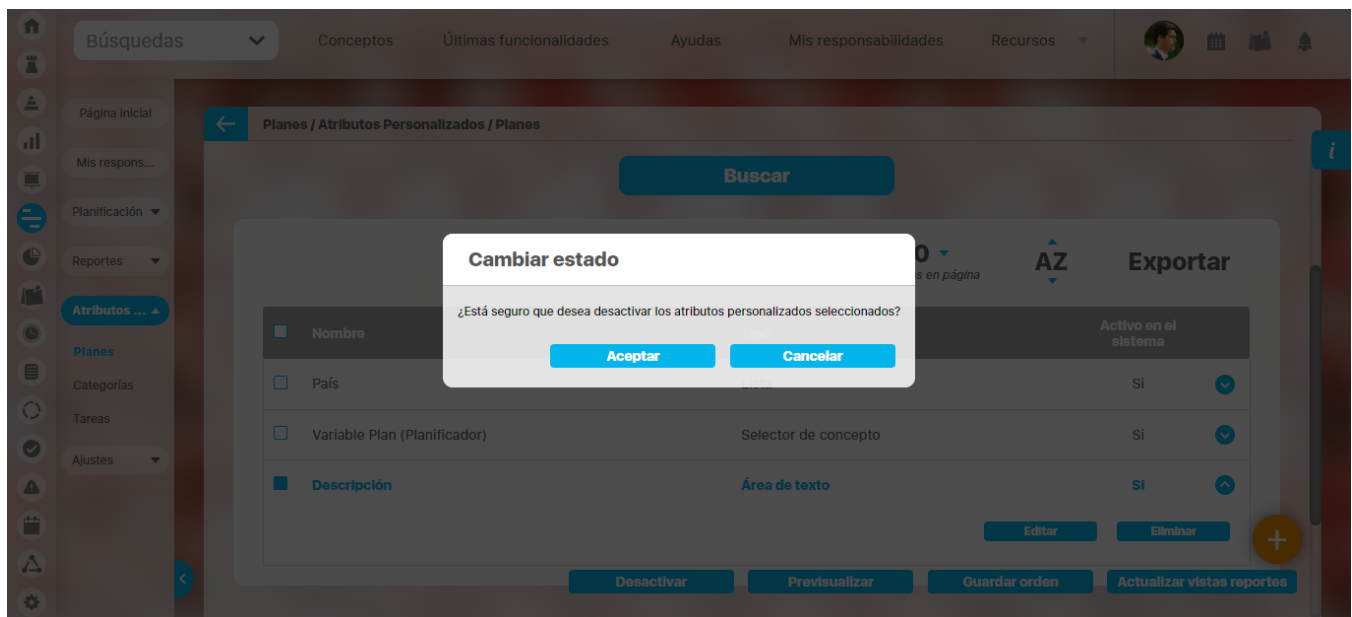 Búsquedas
Conceptos
Últimas funcionalidades
Ayudas
Mis responsabilidades
Recursos
Página inicial
Mis respons...
Planificación
Reportes
Atributos ...
Planes
Categorías
Tareas
Ajustes
Planes / Atributos Personalizados / Planes
i
Buscar
en página
AZ
Exportar
Cambiar estado
¿Está seguro que desea desactivar los atributos personalizados seleccionados?
Aceptar
Cancelar
Nombre
Activo en el
sistema
País
Lista
Si
Variable Plan (Planificador)
Selector de concepto
Si
Descripción
Área de texto
Si
Editar
Eliminar
+
Desactivar
Previsualizar
Guardar orden
Actualizar vistas reportes